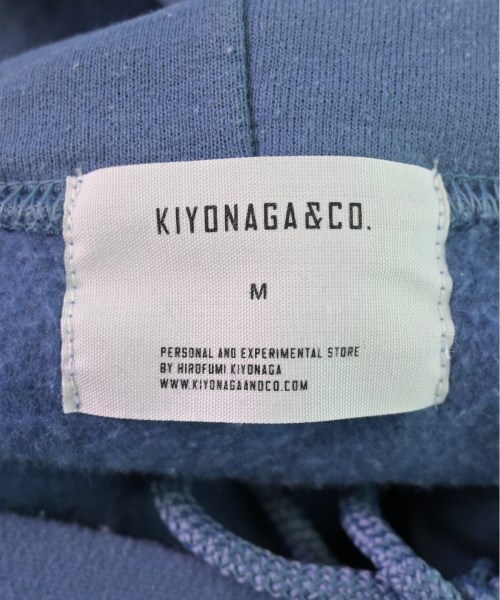 KIYONAGA&CO.
M
PERSONAL AND EXPERIMENTAL STORE
BY HIROFUMI KIYONAGA
WWW.KIYONAGAANDCO.COM